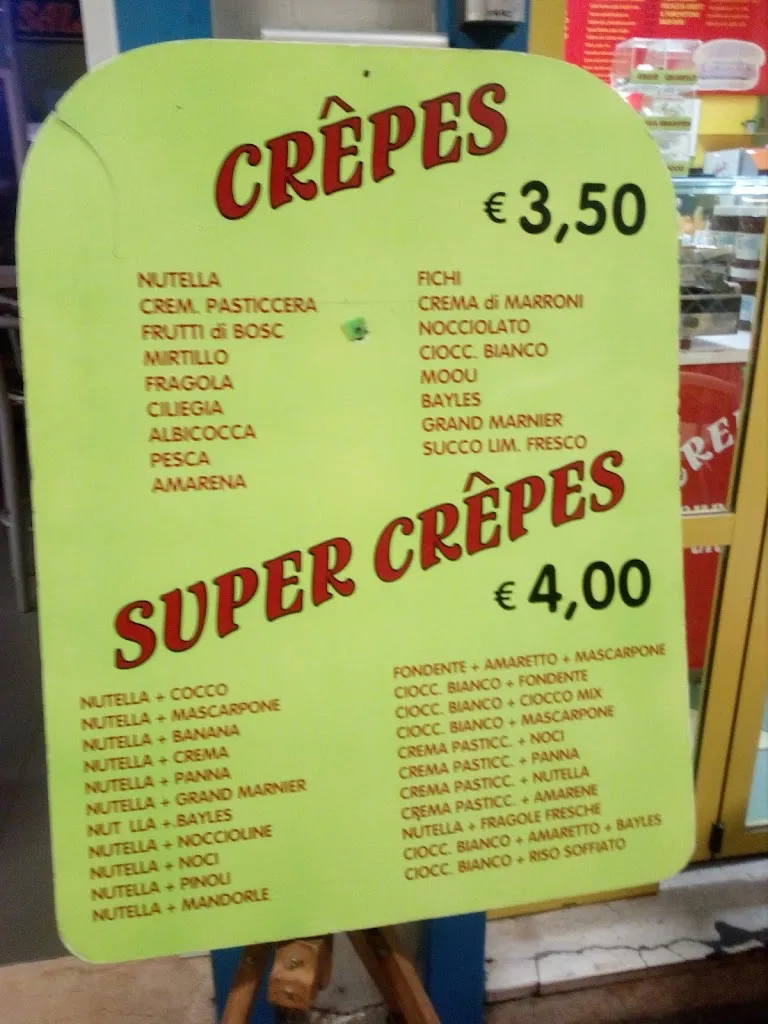 CRÊPES
€ 3,50
NUTELLA
CREM. PASTICCERA
FRUTTI di BOSC
MIRTILLO
FRAGOLA
CILIEGIA
ALBICOCCA
PESCA
AMARENA
FICHI
CREMA di MARRONI
NOCCIOLATO
CIOCC. BIANCO
MOOU
BAYLES
GRAND MARNIER
SUCCO LIM. FRESCO
SUPER CRÊPES
€ 4,00
NUTELLA + COCCO
NUTELLA + MASCARPONE
NUTELLA + BANANA
NUTELLA + CREMA
NUTELLA + PANNA
NUTELLA + GRAND MARNIER
NUT LLA + BAYLES
NUTELLA + NOCCIOLINE
NUTELLA + NOCI
NUTELLA + PINOLI
NUTELLA + MANDORLE
FONDENTE + AMARETTO + MASCARPONE
CIOCC. BIANCO + FONDENTE
CIOCC. BIANCO + CIOCCO MIX
CIOCC. BIANCO + MASCARPONE
CREMA PASTICC. + NOCI
CREMA PASTICC. + PANNA
CREMA PASTICC. + NUTELLA
CREMA PASTICC. + AMARENE
NUTELLA + FRAGOLE FRESCHE
CIOCC. BIANCO + AMARETTO + BAYLES
CIOCC. BIANCO + RISO SOFFIATO